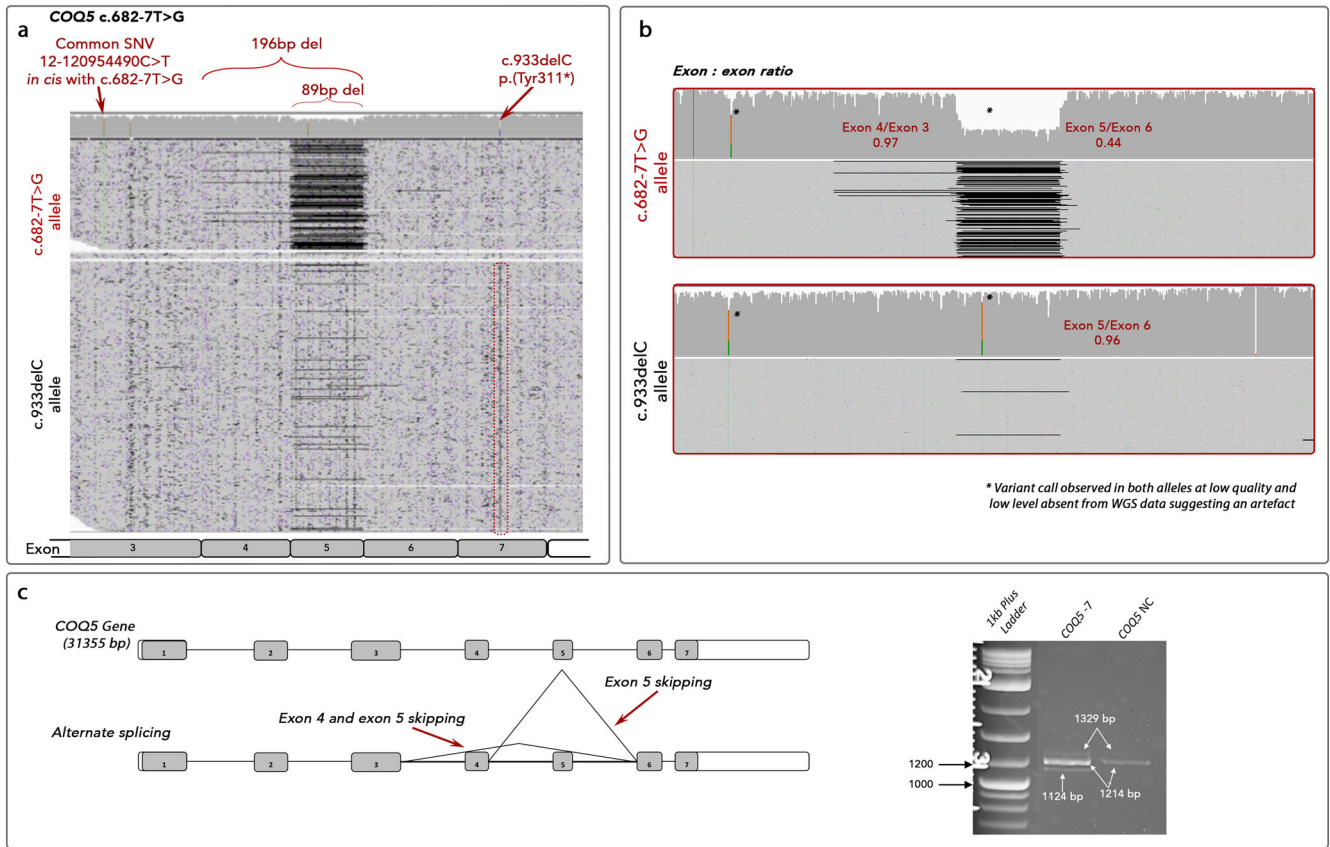 a
COQ5 c.682-7T>G
Common SNV
12-120954490C>T
in cis with c.682-7T>G
196bp del
89bp del
c.933delC
p.(Tyr311*)
c.682-7T>G
allele
c.933delC
allele
Exon
3
4
5
6
7
b
Exon : exon ratio
c.682-7T>G
allele
*
*
Exon 4/Exon 3
0.97
Exon 5/Exon 6
0.44
c.933delC
allele
*
*
Exon 5/Exon 6
0.96
* Variant call observed in both alleles at low quality and
low level absent from WGS data suggesting an artefact
c
COQ5 Gene
(31355 bp)
1
2
3
4
5
6
7
Exon 5 skipping
Exon 4 and exon 5 skipping
Alternate splicing
1
2
3
4
5
6
7
1kb Plus
Ladder
COQ5 -7
COQ5 NC
1329 bp
1200
1000
1124 bp
1214 bp